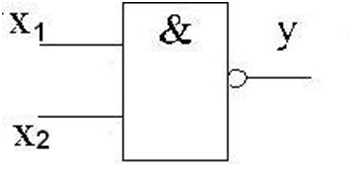 x₁ & y
x₂